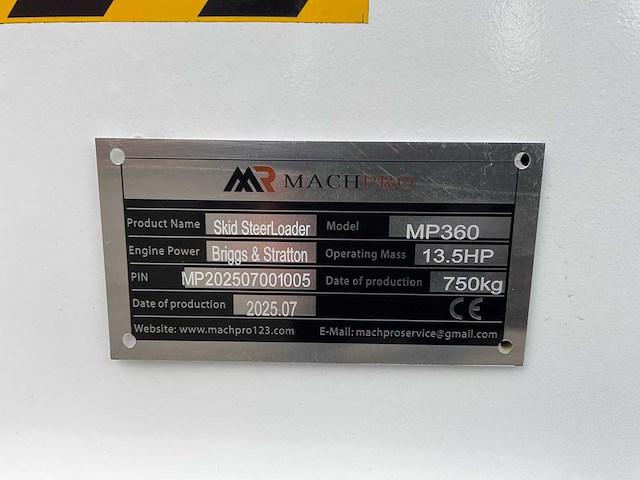 MR MACHPRO
Product Name Skid SteerLoader Model MP360
Engine Power Briggs & Stratton Operating Mass 13.5HP
PIN MP202507001005 Date of production 750kg
Date of production 2025.07 CE
Website: www.machpro123.com E-Mail: machproservice@gmail.com